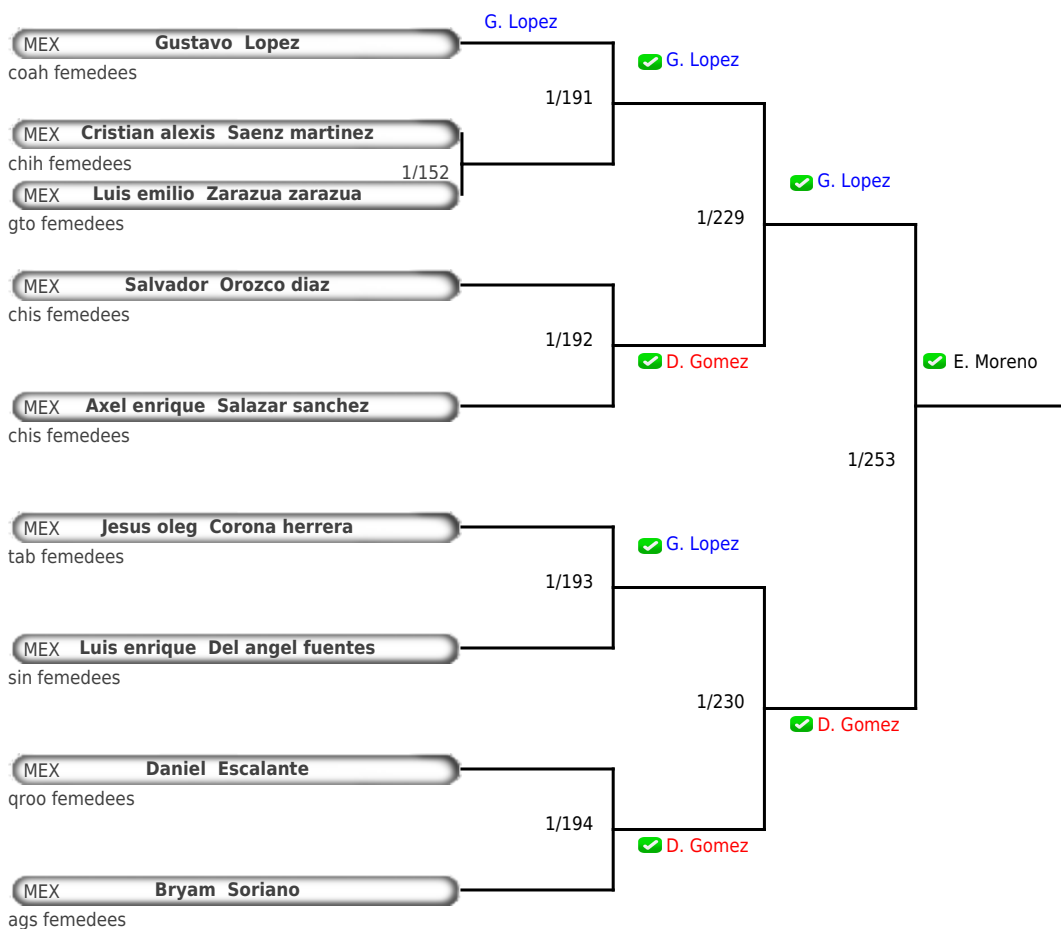 G. Lopez
MEX Gustavo Lopez
coah femedees
G. Lopez
1/191
MEX Cristian alexis Saenz martinez
chih femedees
1/152
MEX Luis emilio Zarazua zarazua
gto femedees
G. Lopez
1/229
MEX Salvador Orozco diaz
chis femedees
1/192
D. Gomez
E. Moreno
MEX Axel enrique Salazar sanchez
chis femedees
1/253
MEX Jesus oleg Corona herrera
tab femedees
G. Lopez
1/193
MEX Luis enrique Del angel fuentes
sin femedees
1/230
D. Gomez
MEX Daniel Escalante
qroo femedees
1/194
D. Gomez
MEX Bryam Soriano
ags femedees